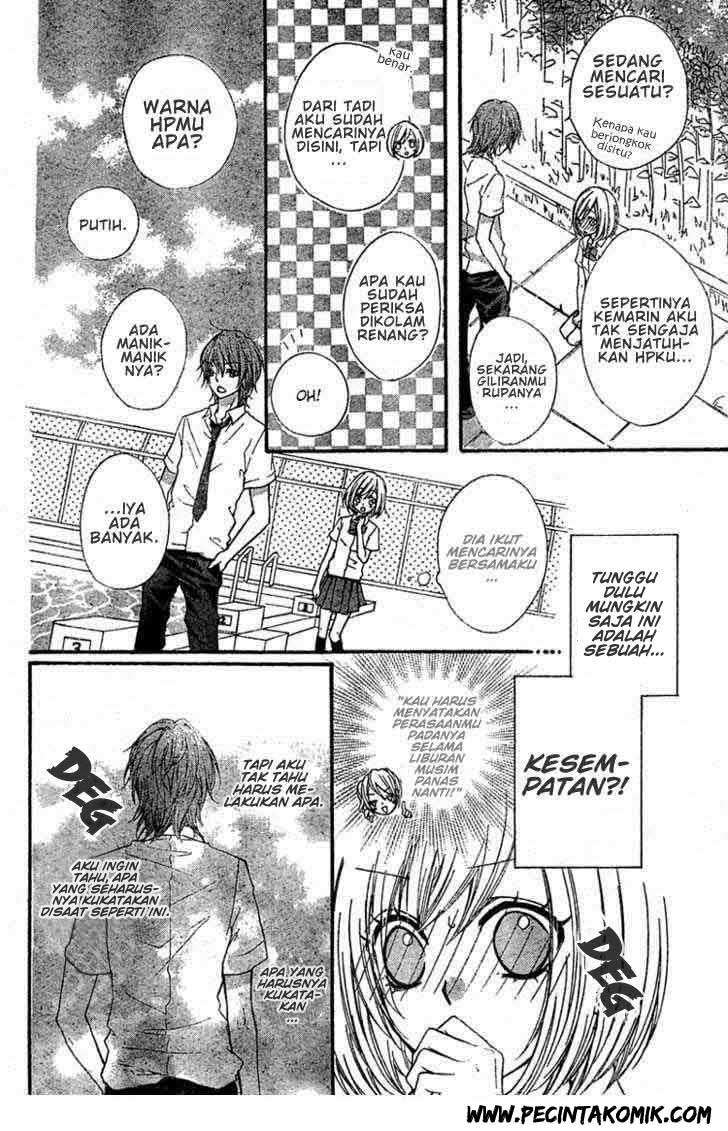 SEDANG
MENCARI
SESUATU?
Kenapa kau
berjongkok
disitu?
SEPERTINYA
KEMARIN AKU
TAK SENGAJA
MENJATUH-
KAN HPKU...
JADI,
SEKARANG
GILIRANMU
RUPANYA
...
kau
benar.
DARI TADI
AKU SUDAH
MENCARINYA
DISINI, TAPI
...
APA KAU
SUDAH
PERIKSA
DIKOLAM
RENANG?
OH!
WARNA
HPMU
APA?
PUTIH.
ADA
MANIK-
MANIK
NYA?
...IYA
ADA
BANYAK.
3
2
DIA IKUT
MENCARINYA
BERSAMAKU
...
TUNGGU
DULU
MUNGKIN
SAJA INI
ADALAH
SEBUAH...
KESEM-
PATAN?!
"KAU HARUS
MENYATAKAN
PERASAANMU
PADANYA
SELAMA
LIBURAN
MUSIM
PANAS
NANTI!"
DEG
TAPI AKU
TAK TAHU
HARUS ME-
LAKUKAN APA.
DEG
AKU INGIN
TAHU, APA
YANG SEHARUS-
NYA KUKATAKAN
DISAAT SEPERTI INI.
APA YANG
HARUSNYA
KUKATA-
KAN
...
WWW.PECINTAKOMIK.COM